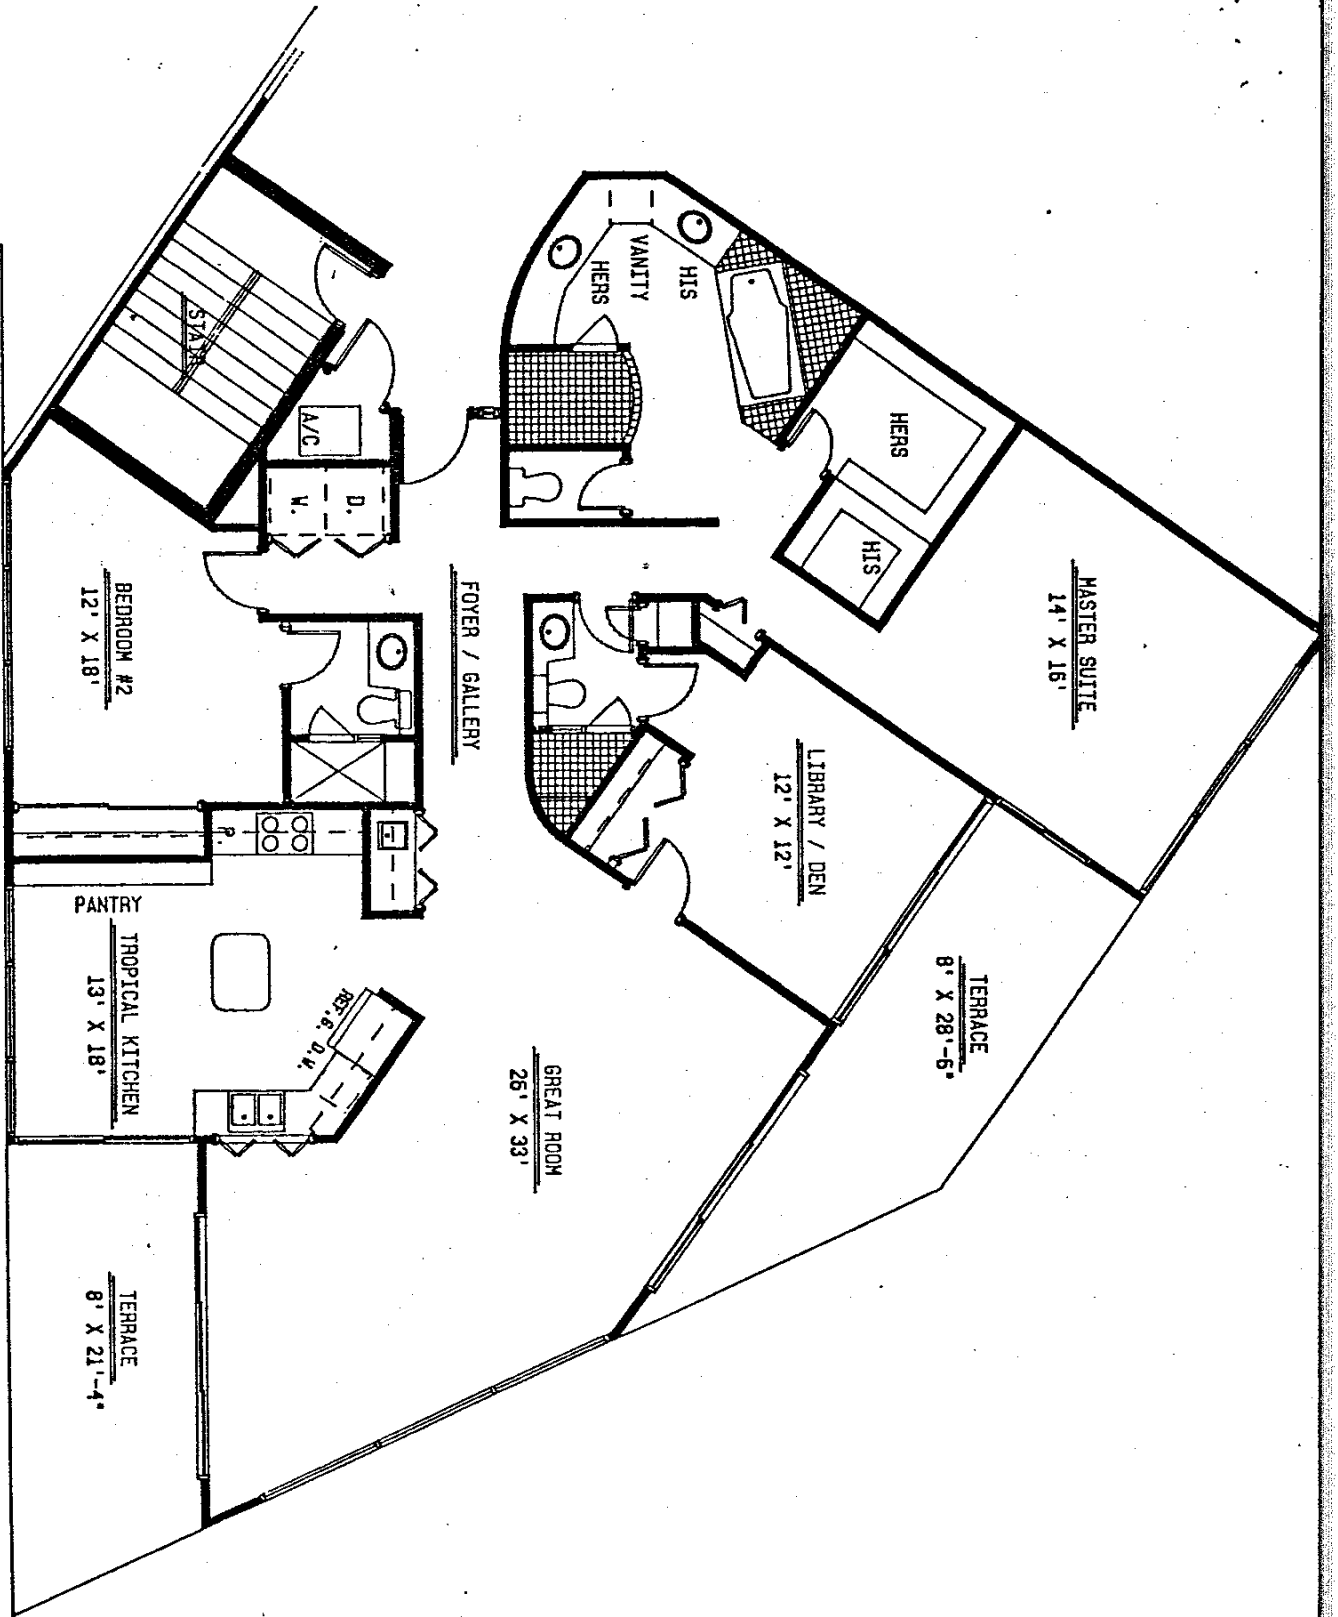 MASTER SUITE
14' X 16'
HERS
HIS
HIS
VANITY
HERS
LIBRARY / DEN
12' X 12'
TERRACE
8' X 28'-6"
FOYER / GALLERY
GREAT ROOM
26' X 33'
STAIR
A/C
D.
W.
BEDROOM #2
12' X 18'
REF.G. D.W.
PANTRY
TROPICAL KITCHEN
13' X 18'
TERRACE
8' X 21'-4"